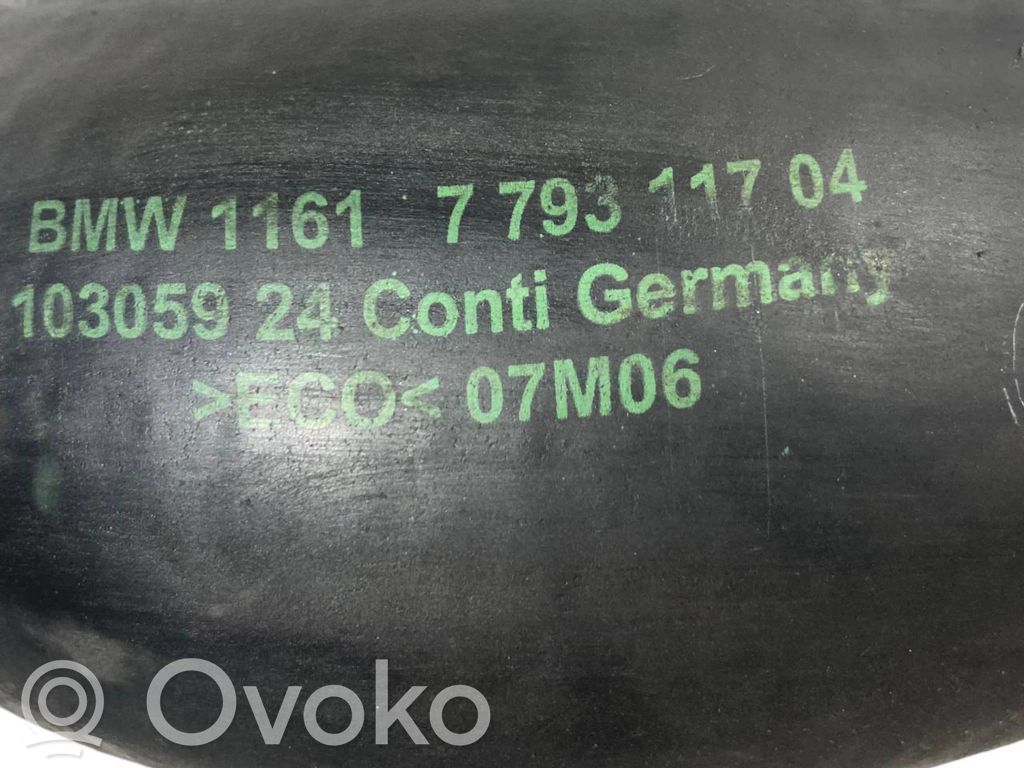 BMW 1161 7 793 117 04
103059 24 Conti Germany
>ECO< 07M06
Ovoko